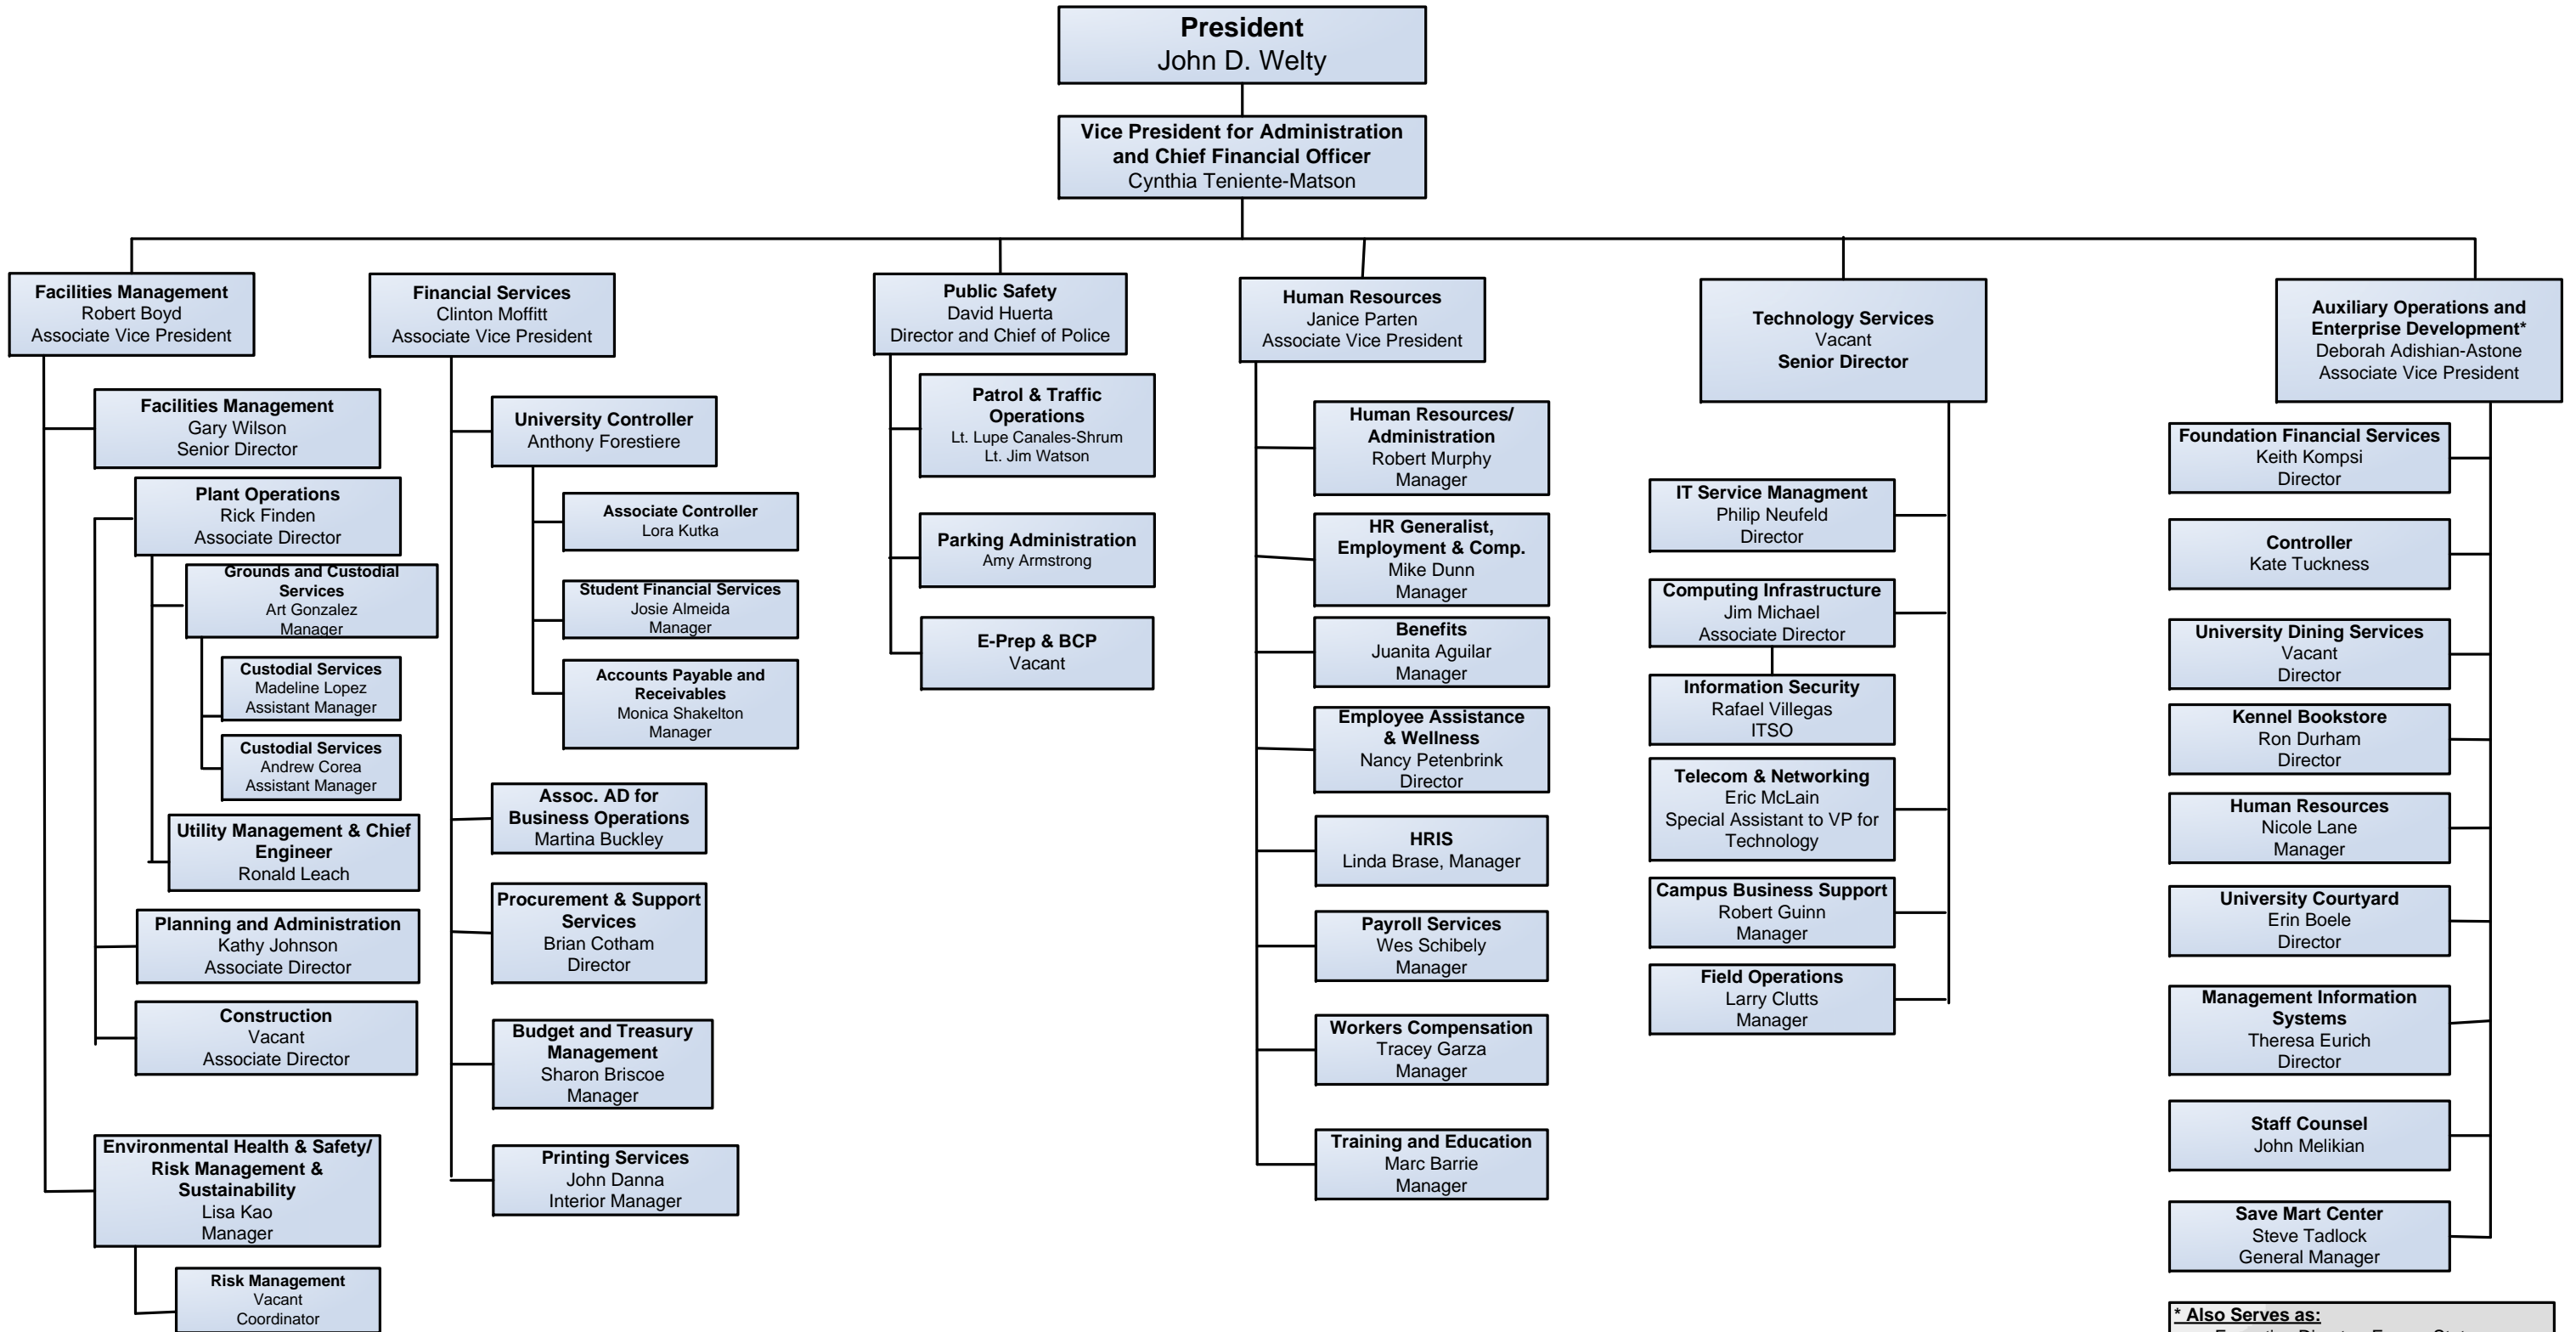 President
John D. Welty
Vice President for Administration
and Chief Financial Officer
Cynthia Teniente-Matson
Facilities Management
Robert Boyd
Associate Vice President
Facilities Management
Gary Wilson
Senior Director
Plant Operations
Rick Finden
Associate Director
Grounds and Custodial
Services
Art Gonzalez
Manager
Custodial Services
Madeline Lopez
Assistant Manager
Custodial Services
Andrew Corea
Assistant Manager
Utility Management & Chief
Engineer
Ronald Leach
Planning and Administration
Kathy Johnson
Associate Director
Construction
Vacant
Associate Director
Environmental Health & Safety/
Risk Management &
Sustainability
Lisa Kao
Manager
Risk Management
Vacant
Coordinator
Financial Services
Clinton Moffitt
Associate Vice President
University Controller
Anthony Forestiere
Associate Controller
Lora Kutka
Student Financial Services
Josie Almeida
Manager
Accounts Payable and
Receivables
Monica Shakelton
Manager
Assoc. AD for
Business Operations
Martina Buckley
Procurement & Support
Services
Brian Cotham
Director
Budget and Treasury
Management
Sharon Briscoe
Manager
Printing Services
John Danna
Interior Manager
Public Safety
David Huerta
Director and Chief of Police
Patrol & Traffic
Operations
Lt. Lupe Canales-Shrum
Lt. Jim Watson
Parking Administration
Amy Armstrong
E-Prep & BCP
Vacant
Human Resources
Janice Parten
Associate Vice President
Human Resources/
Administration
Robert Murphy
Manager
HR Generalist,
Employment & Comp.
Mike Dunn
Manager
Benefits
Juanita Aguilar
Manager
Employee Assistance
& Wellness
Nancy Petenbrink
Director
HRIS
Linda Brase, Manager
Payroll Services
Wes Schibely
Manager
Workers Compensation
Tracey Garza
Manager
Training and Education
Marc Barrie
Manager
Technology Services
Vacant
Senior Director
IT Service Managment
Philip Neufeld
Director
Computing Infrastructure
Jim Michael
Associate Director
Information Security
Rafael Villegas
ITSO
Telecom & Networking
Eric McLain
Special Assistant to VP for
Technology
Campus Business Support
Robert Guinn
Manager
Field Operations
Larry Clutts
Manager
Auxiliary Operations and
Enterprise Development*
Deborah Adishian-Astone
Associate Vice President
Foundation Financial Services
Keith Kompsi
Director
Controller
Kate Tuckness
University Dining Services
Vacant
Director
Kennel Bookstore
Ron Durham
Director
Human Resources
Nicole Lane
Manager
University Courtyard
Erin Boele
Director
Management Information
Systems
Theresa Eurich
Director
Staff Counsel
John Melikian
Save Mart Center
Steve Tadlock
General Manager
* Also Serves as: